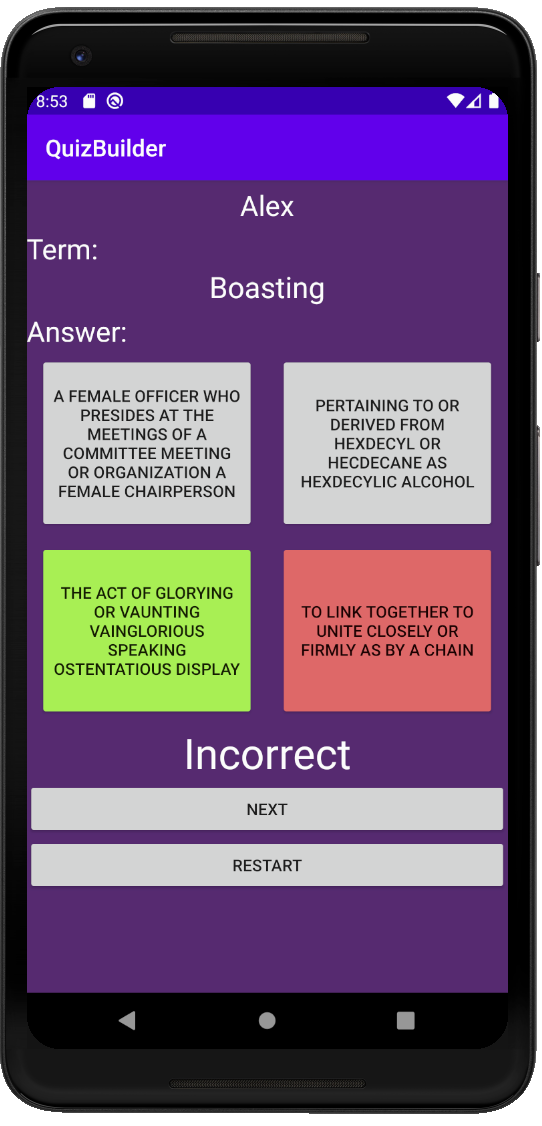 8:53
QuizBuilder
Alex
Term:
Boasting
Answer:
A FEMALE OFFICER WHO
PRESIDES AT THE
MEETINGS OF A
COMMITTEE MEETING
OR ORGANIZATION A
FEMALE CHAIRPERSON
PERTAINING TO OR
DERIVED FROM
HEXDECYL OR
HECDECANE AS
HEXDECYLIC ALCOHOL
THE ACT OF GLORYING
OR VAUNTING
VAINGLORIOUS
SPEAKING
OSTENTATIOUS DISPLAY
TO LINK TOGETHER TO
UNITE CLOSELY OR
FIRMLY AS BY A CHAIN
Incorrect
NEXT
RESTART